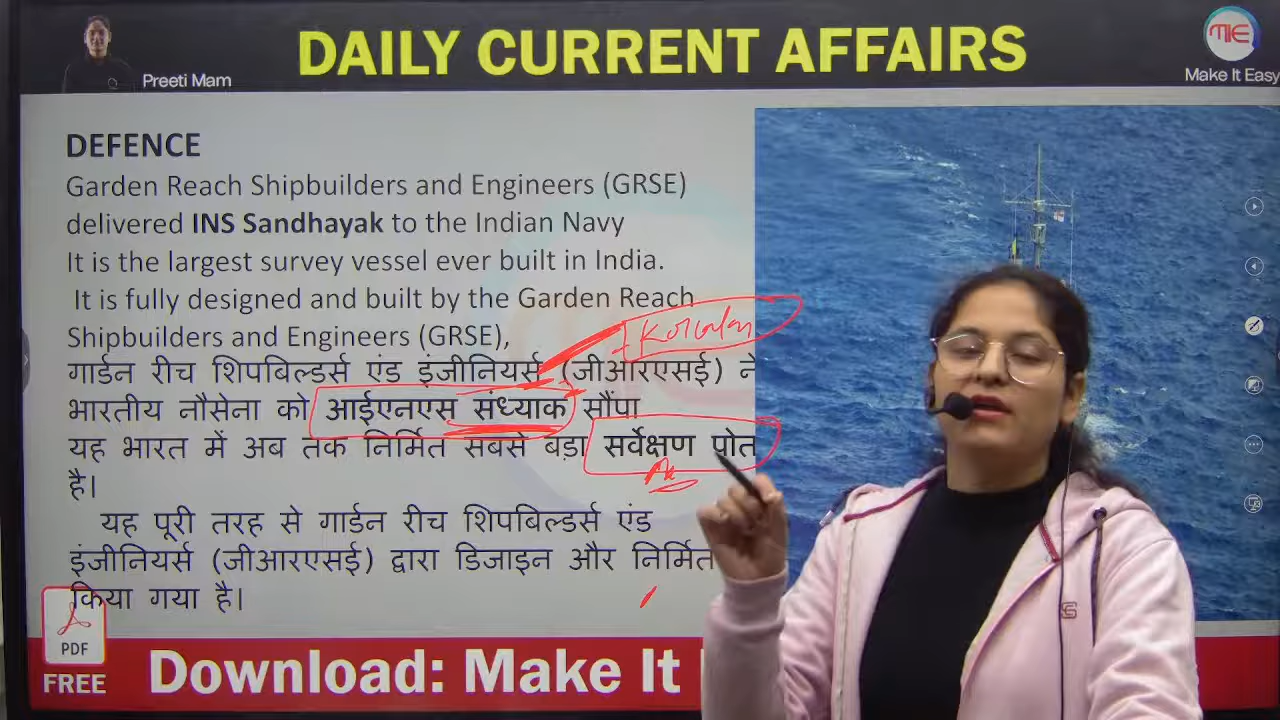 DAILY CURRENT AFFAIRS
Preeti Mam
MIE
Make It Easy
DEFENCE
Garden Reach Shipbuilders and Engineers (GRSE)
delivered INS Sandhayak to the Indian Navy
It is the largest survey vessel ever built in India.
It is fully designed and built by the Garden Reach
Shipbuilders and Engineers (GRSE),
गार्डन रीच शिपबिल्डर्स एंड इंजीनियर्स (जीआरएसई) ने
भारतीय नौसेना को आईएनएस संध्याक सौंपा
यह भारत में अब तक निर्मित सबसे बड़ा सर्वेक्षण पोत
है।
यह पूरी तरह से गार्डन रीच शिपबिल्डर्स एंड
इंजीनियर्स (जीआरएसई) द्वारा डिजाइन और निर्मित
किया गया है।
PDF
FREE
Download: Make It